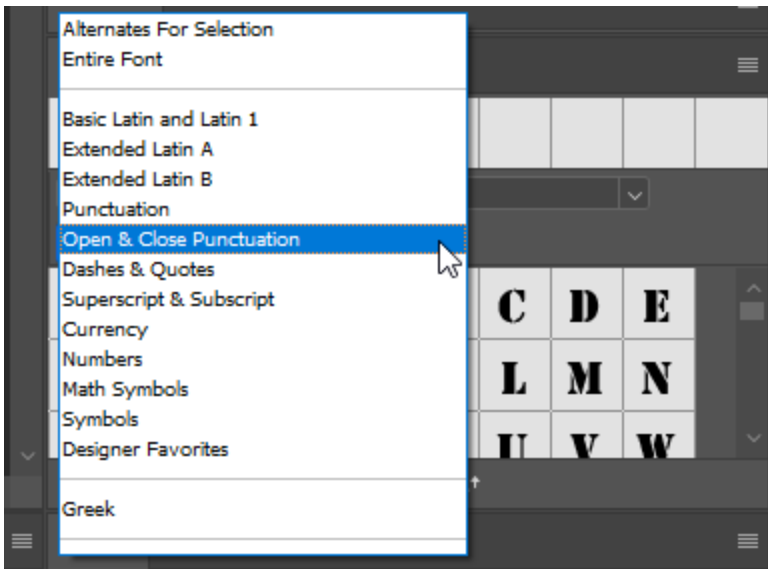 Alternates For Selection
Entire Font
Basic Latin and Latin 1
Extended Latin A
Extended Latin B
Punctuation
Open & Close Punctuation
Dashes & Quotes
Superscript & Subscript
Currency
Numbers
Math Symbols
Symbols
Designer Favorites
Greek
C D E
L M N
U V W